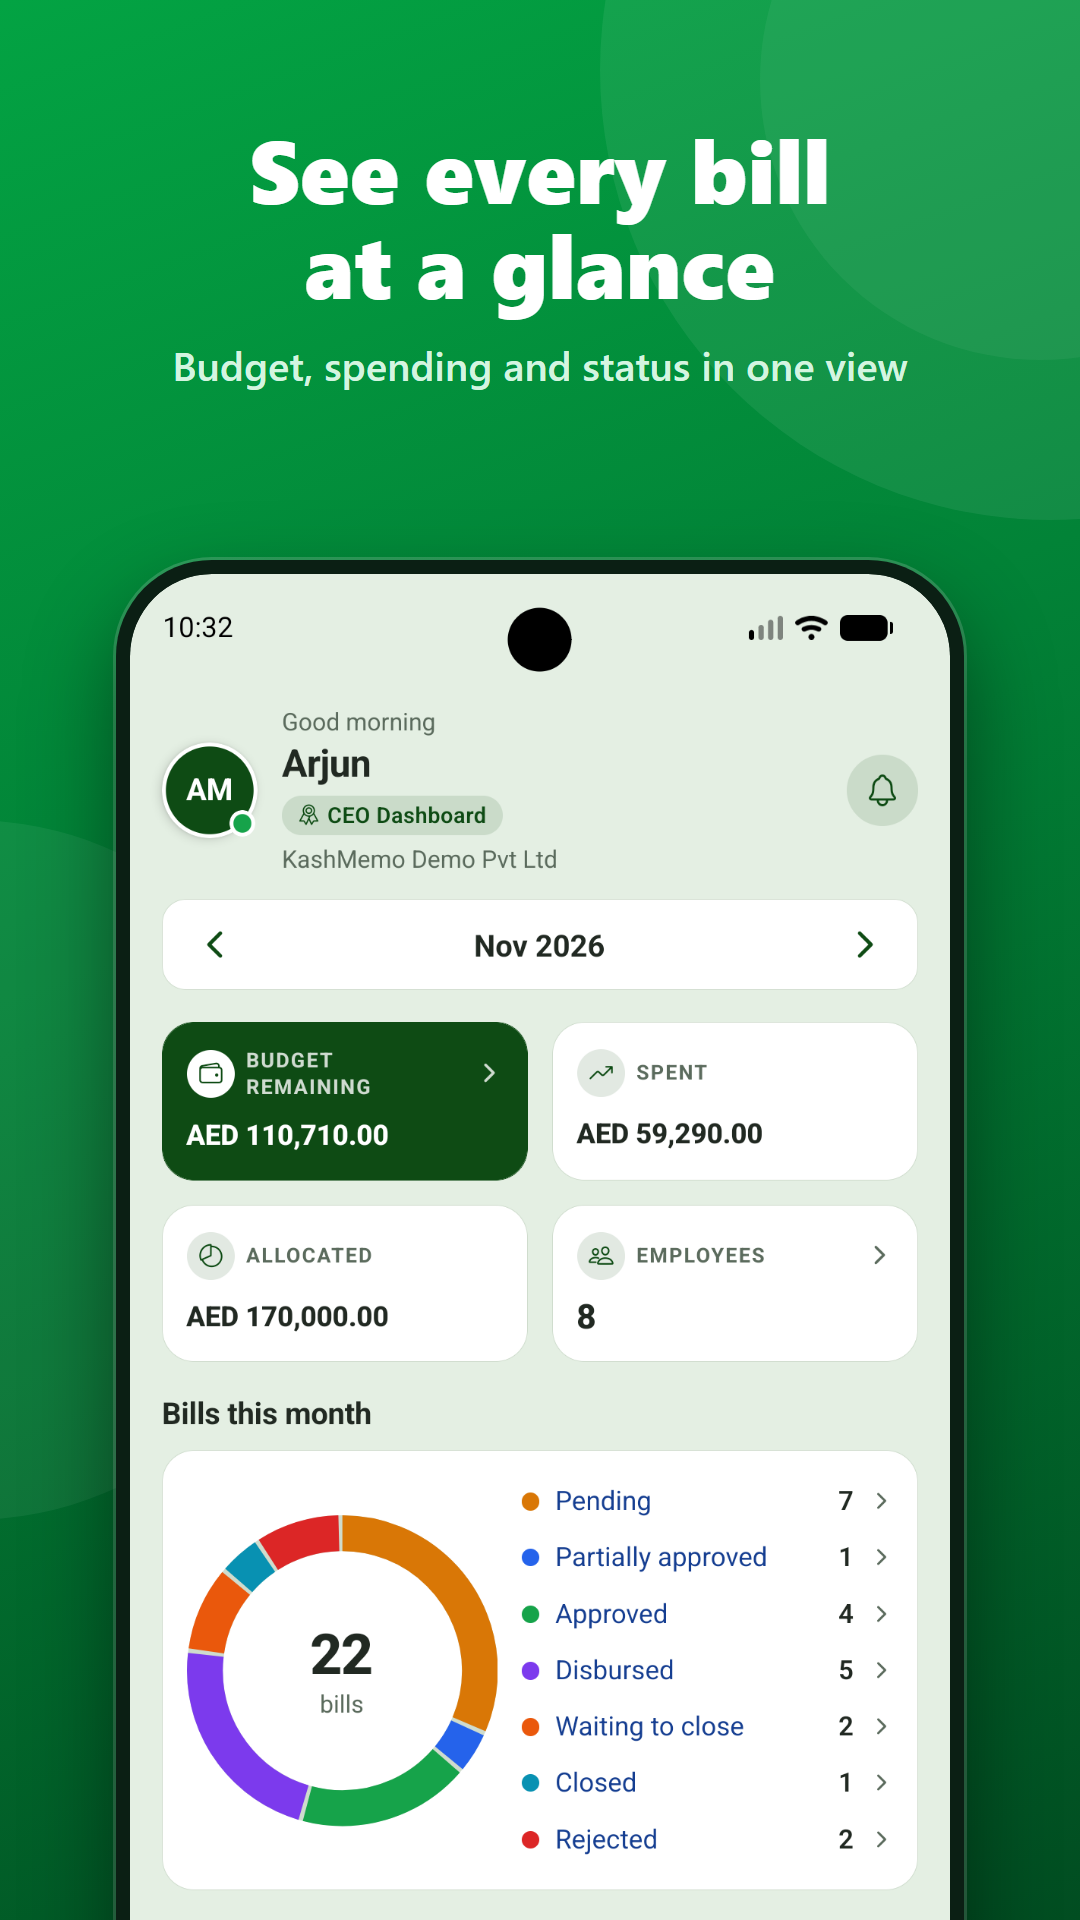 See every bill
at a glance
Budget, spending and status in one view
10:32
Good morning
AM
Arjun
CEO Dashboard
KashMemo Demo Pvt Ltd
Nov 2026
BUDGET
REMAINING
AED 110,710.00
SPENT
AED 59,290.00
ALLOCATED
AED 170,000.00
EMPLOYEES
8
Bills this month
22
bills
Pending 7
Partially approved 1
Approved 4
Disbursed 5
Waiting to close 2
Closed 1
Rejected 2